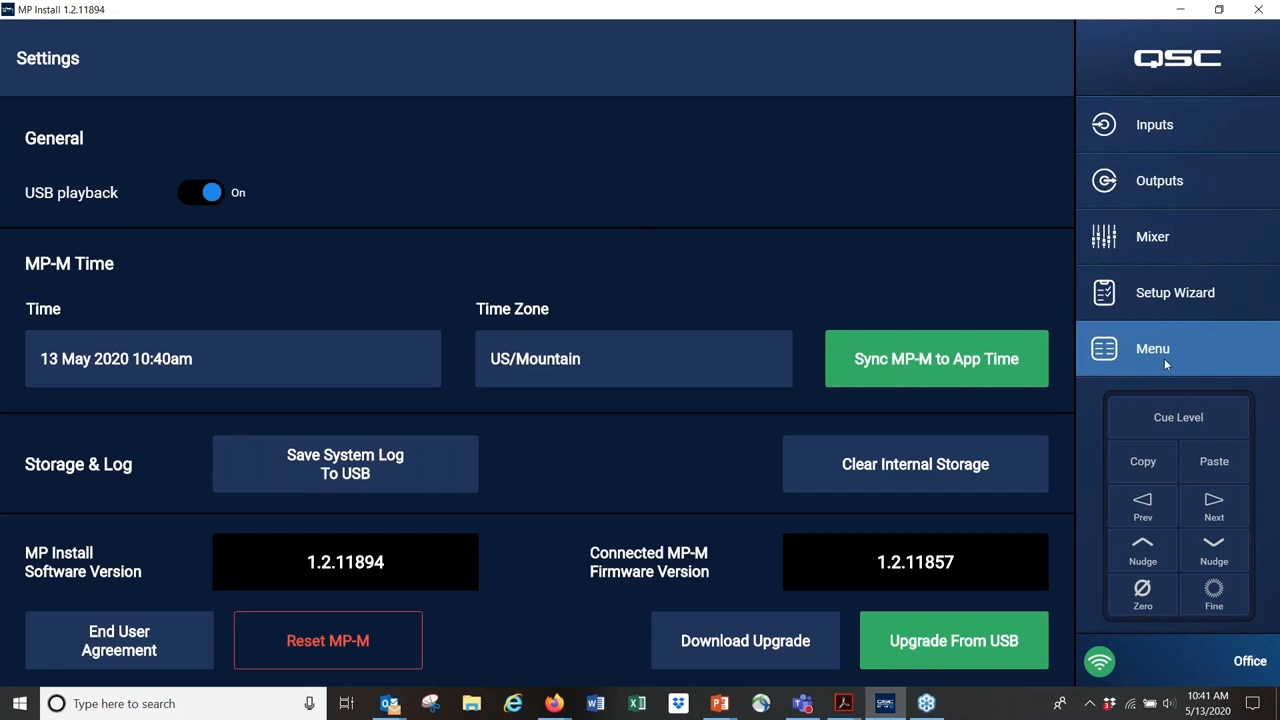 MP Install 1.2.11894
Settings
QSC
General
USB playback
On
MP-M Time
Time
Time Zone
13 May 2020 10:40am
US/Mountain
Sync MP-M to App Time
Storage & Log
Save System Log
To USB
Clear Internal Storage
MP Install
Software Version
1.2.11894
Connected MP-M
Firmware Version
1.2.11857
End User
Agreement
Reset MP-M
Download Upgrade
Upgrade From USB
Inputs
Outputs
Mixer
Setup Wizard
Menu
Cue Level
Copy
Paste
Prev
Next
Nudge
Nudge
Zero
Fine
Office
Type here to search
10:41 AM
5/13/2020